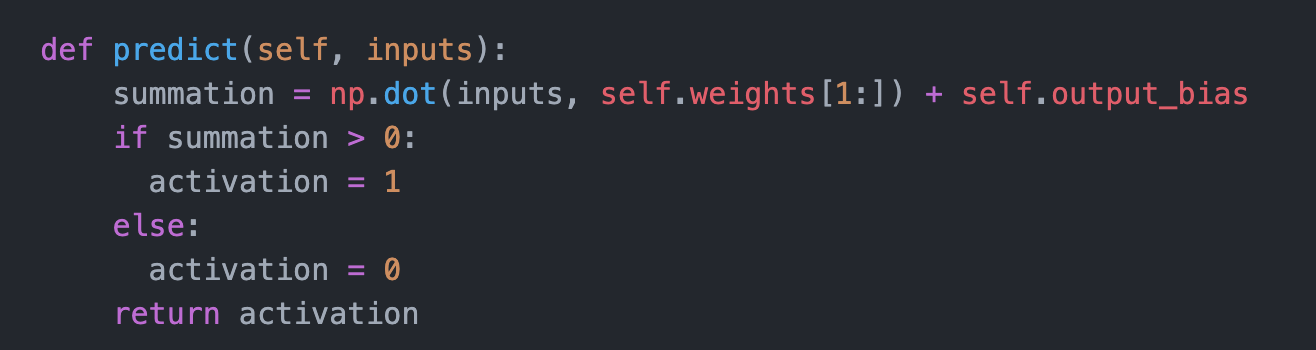 def predict(self, inputs):
    summation = np.dot(inputs, self.weights[1:]) + self.output_bias
    if summation > 0:
      activation = 1
    else:
      activation = 0
    return activation